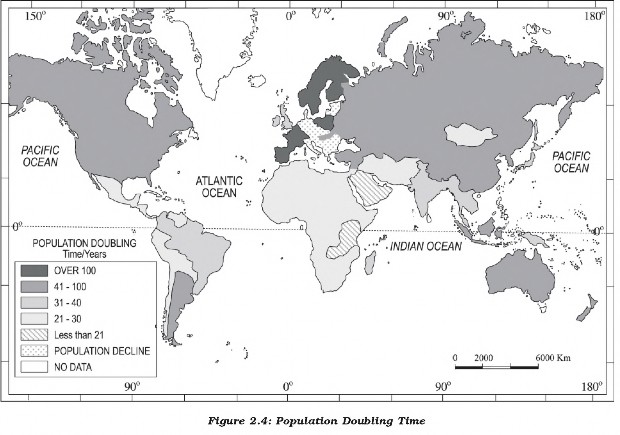 150° 0° 90° 180°
PACIFIC
OCEAN
ATLANTIC
OCEAN
PACIFIC
OCEAN
0° 0°
INDIAN OCEAN
POPULATION DOUBLING
Time/Years
OVER 100
41 - 100
31 - 40
21 - 30
Less than 21
POPULATION DECLINE
NO DATA
0 2000 6000 Km
90° 0° 90° 180°
Figure 2.4: Population Doubling Time